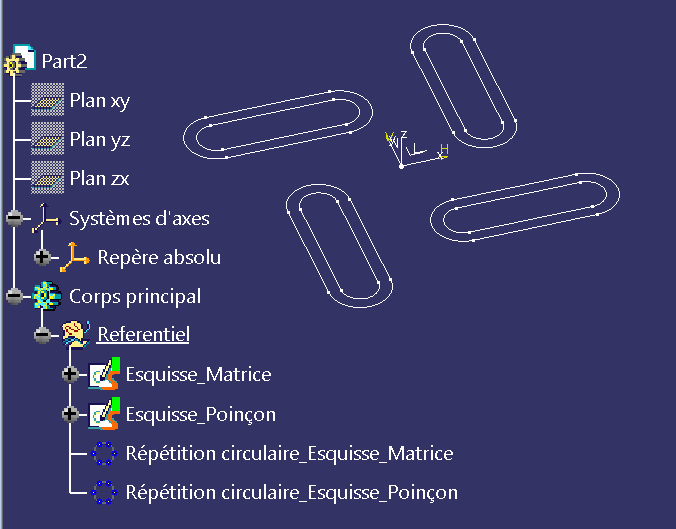 Part2
Plan xy
Plan yz
Plan zx
Systèmes d'axes
Repère absolu
Corps principal
Referentiel
Esquisse_Matrice
Esquisse_Poinçon
Répétition circulaire_Esquisse_Matrice
Répétition circulaire_Esquisse_Poinçon
z
H